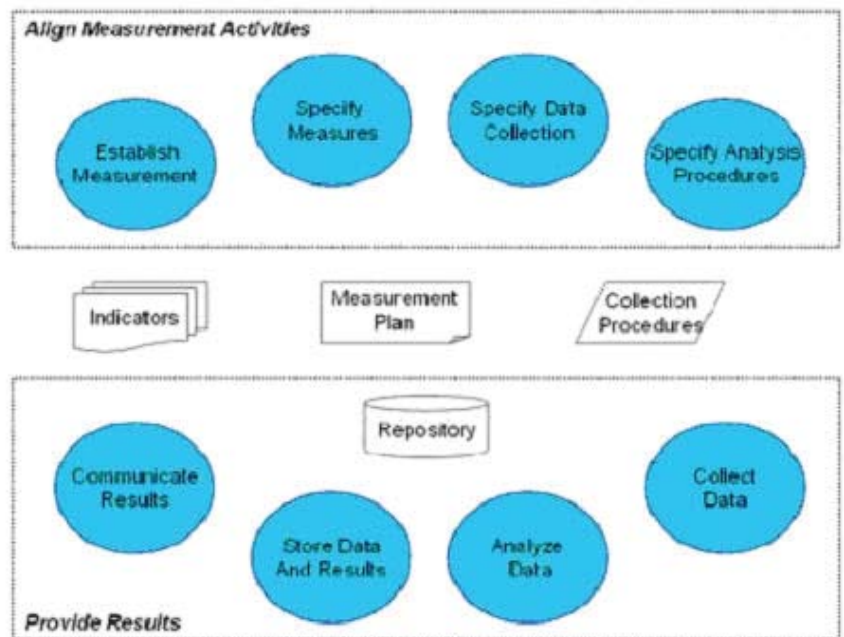 Align Measurement Activities
Establish
Measurement
Specify
Measures
Specify Data
Collection
Specify Analysis
Procedures
Indicators
Measurement
Plan
Collection
Procedures
Repository
Communicate
Results
Store Data
And Results
Analyze
Data
Collect
Data
Provide Results